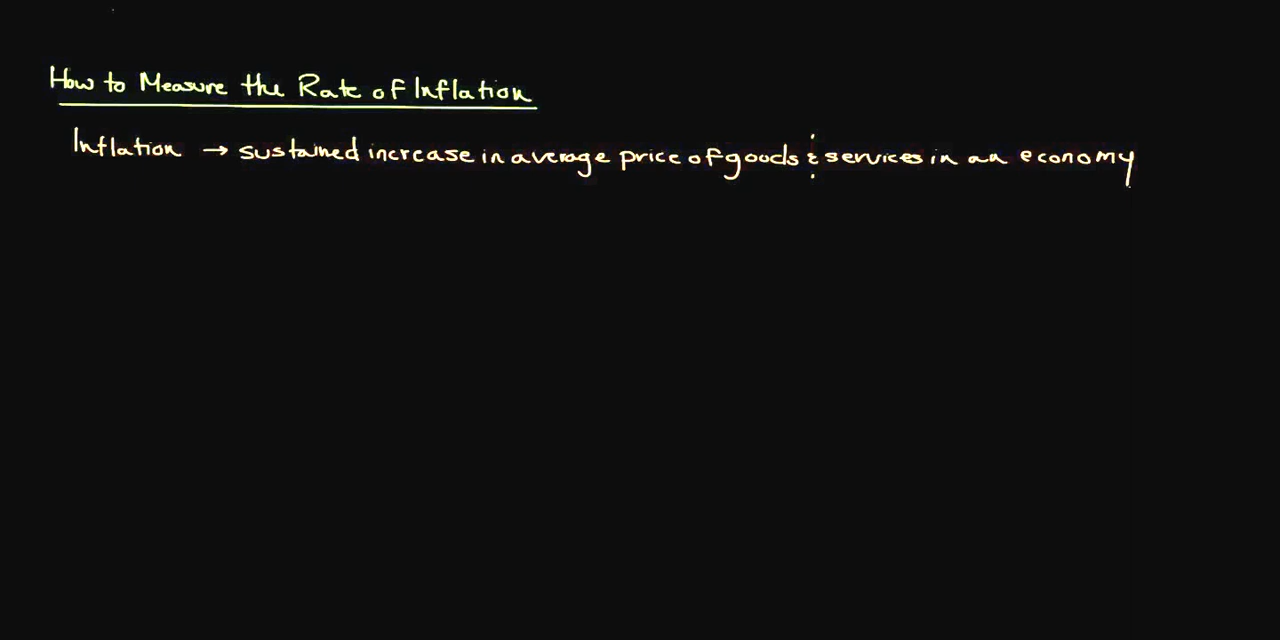 How to Measure the Rate of Inflation
Inflation → sustained increase in average price of goods & services in an economy